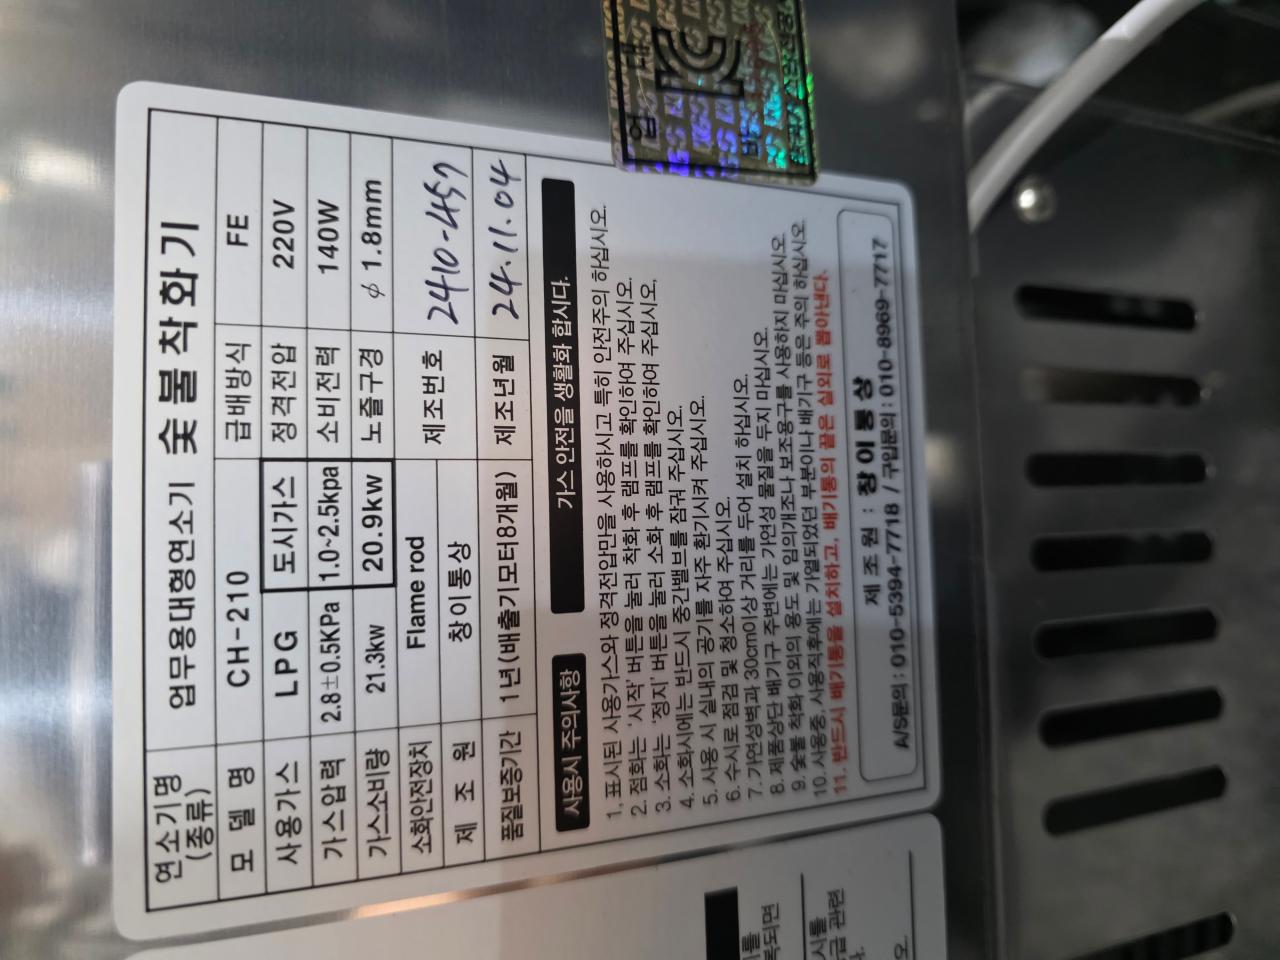 연소기명 (종류) 업무용대형연소기 숯불착화기
모 델 명 CH-210 급배방식 FE
사용가스 LPG 도시가스 정격전압 220V
가스압력 2.8±0.5KPa 1.0~2.5kpa 소비전력 140W
가스소비량 21.3kw 20.9kw 노즐구경 φ 1.8mm
소화안전장치 Flame rod 제조번호 2410-457
제 조 원 창이통상
품질보증기간 1년(배출기모터8개월) 제조년월 24.11.04
사용시 주의사항 가스 안전을 생활화 합시다.
1. 표시된 사용가스와 정격전압만을 사용하시고 특히 안전주의 하십시오.
2. 점화는 '시작' 버튼을 눌러 착화 후 램프를 확인하여 주십시오.
3. 소화는 '정지' 버튼을 눌러 소화 후 램프를 확인하여 주십시오.
4. 소화시에는 반드시 중간밸브를 잠궈 주십시오.
5. 사용 시 실내의 공기를 자주 환기시켜 주십시오.
6. 수시로 점검 및 청소하여 주십시오.
7. 가연성벽과 30cm이상 거리를 두어 설치 하십시오.
8. 제품상단 배기구 주변에는 가연성 물질을 두지 마십시오.
9. 숯불 착화 이외의 용도 및 임의개조나 보조용구를 사용하지 마십시오.
10. 사용중, 사용직후에는 가열되었던 부분이나 배기구 등은 주의 하십시오.
11. 반드시 배기통을 설치하고, 배기통의 끝은 실외로 뽑아낸다.
제 조 원 : 창이통상
A/S문의 : 010-5394-7718 / 구입문의 : 010-8969-7717
KC
KGS
를
복되면
시를
급 관련
오.